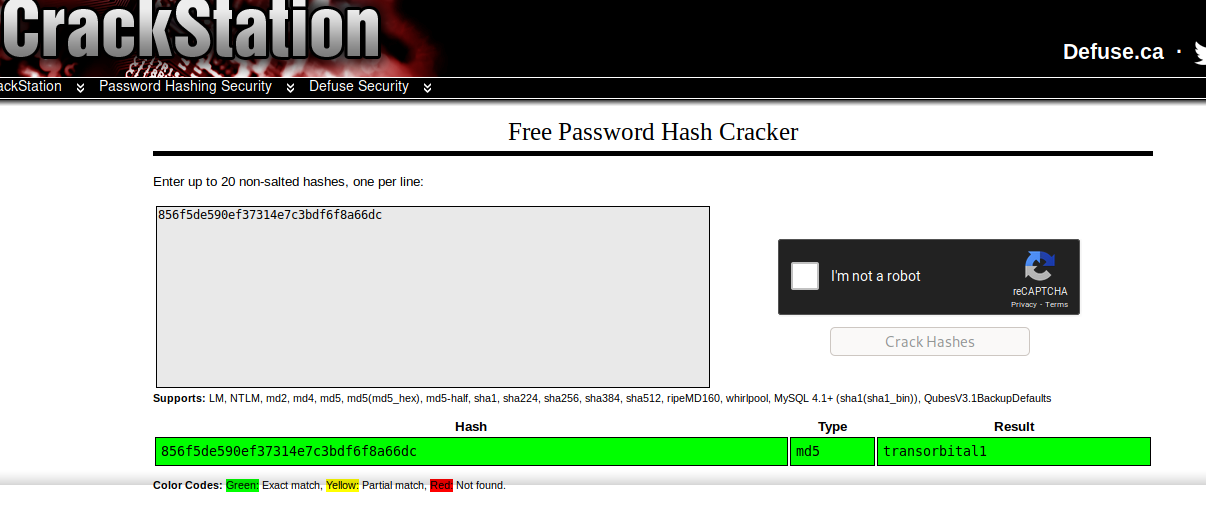 CrackStation
Defuse.ca ·
ackStation Password Hashing Security Defuse Security
Free Password Hash Cracker
Enter up to 20 non-salted hashes, one per line:
856f5de590ef37314e7c3bdf6f8a66dc
I'm not a robot
reCAPTCHA
Privacy - Terms
Crack Hashes
Supports: LM, NTLM, md2, md4, md5, md5(md5_hex), md5-half, sha1, sha224, sha256, sha384, sha512, ripeMD160, whirlpool, MySQL 4.1+ (sha1(sha1_bin)), QubesV3.1BackupDefaults
Hash Type Result
856f5de590ef37314e7c3bdf6f8a66dc md5 transorbital1
Color Codes: Green: Exact match, Yellow: Partial match, Red: Not found.